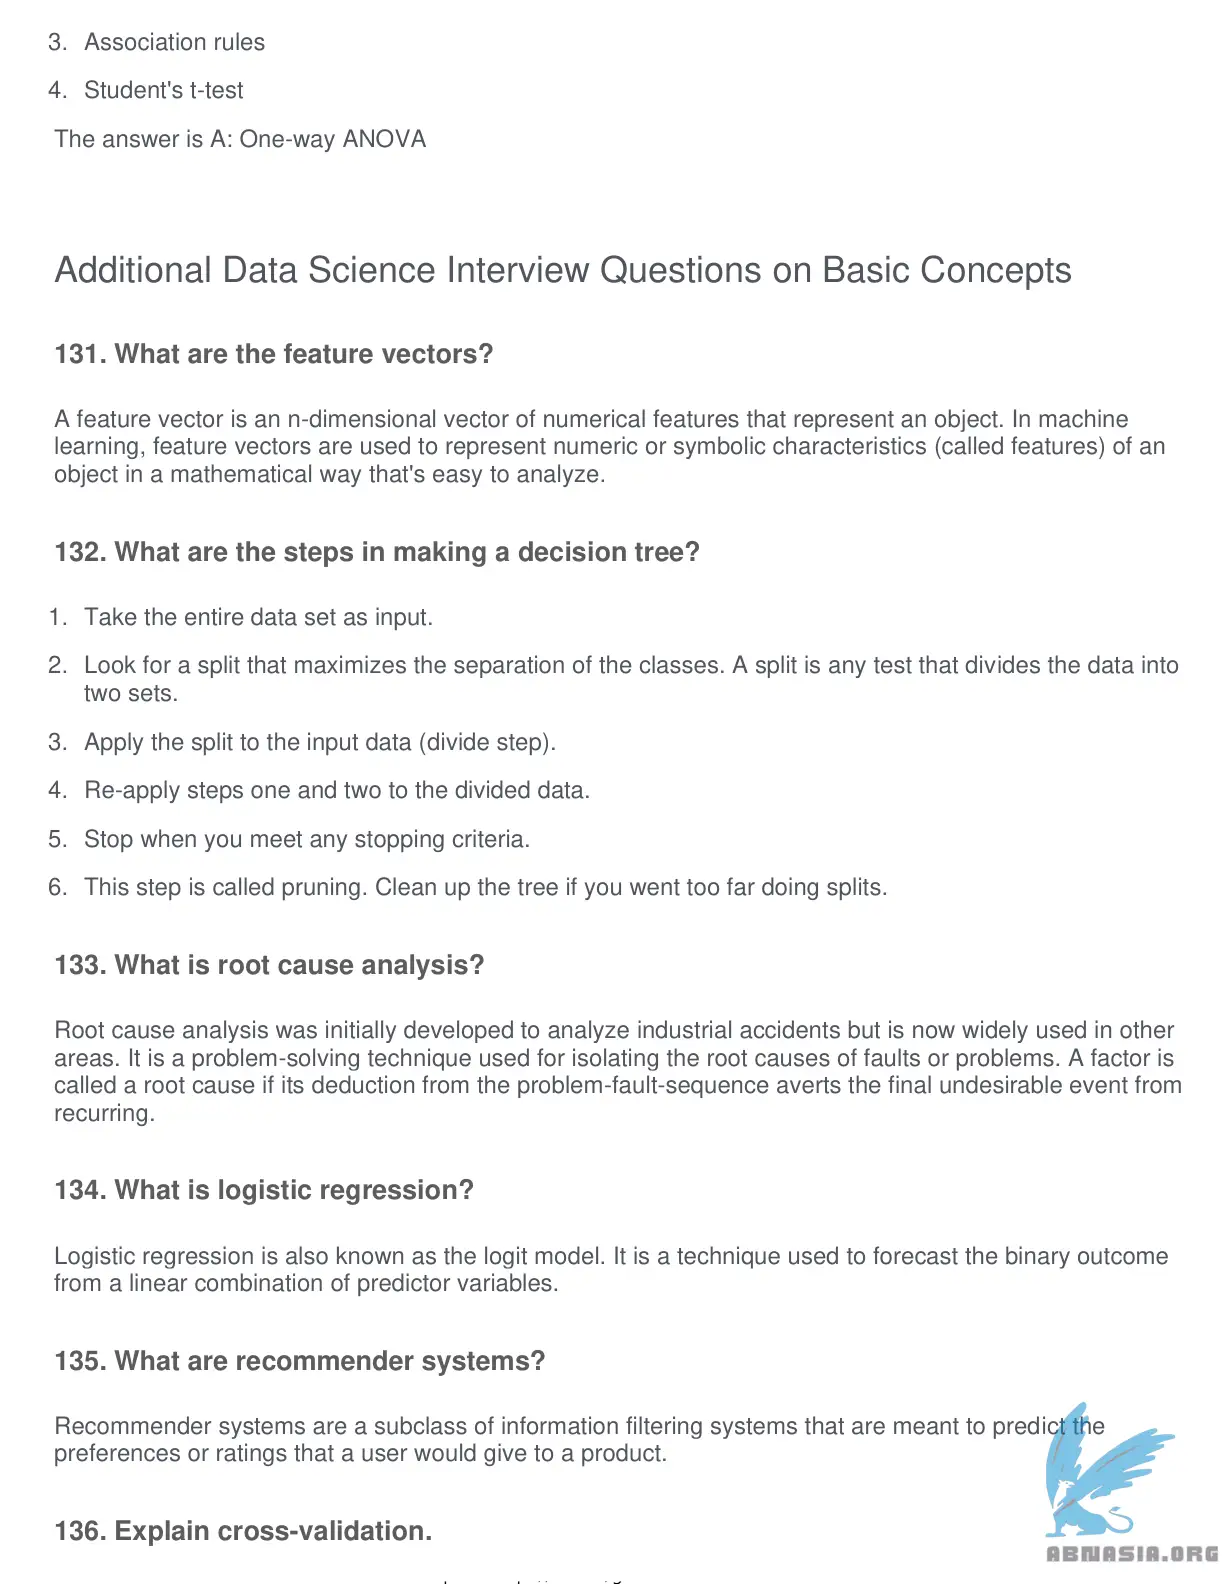 3. Association rules
4. Student's t-test
The answer is A: One-way ANOVA
Additional Data Science Interview Questions on Basic Concepts
131. What are the feature vectors?
A feature vector is an n-dimensional vector of numerical features that represent an object. In machine
learning, feature vectors are used to represent numeric or symbolic characteristics (called features) of an
object in a mathematical way that's easy to analyze.
132. What are the steps in making a decision tree?
1. Take the entire data set as input.
2. Look for a split that maximizes the separation of the classes. A split is any test that divides the data into
two sets.
3. Apply the split to the input data (divide step).
4. Re-apply steps one and two to the divided data.
5. Stop when you meet any stopping criteria.
6. This step is called pruning. Clean up the tree if you went too far doing splits.
133. What is root cause analysis?
Root cause analysis was initially developed to analyze industrial accidents but is now widely used in other
areas. It is a problem-solving technique used for isolating the root causes of faults or problems. A factor is
called a root cause if its deduction from the problem-fault-sequence averts the final undesirable event from
recurring.
134. What is logistic regression?
Logistic regression is also known as the logit model. It is a technique used to forecast the binary outcome
from a linear combination of predictor variables.
135. What are recommender systems?
Recommender systems are a subclass of information filtering systems that are meant to predict the
preferences or ratings that a user would give to a product.
136. Explain cross-validation.
ABNASIA.ORG